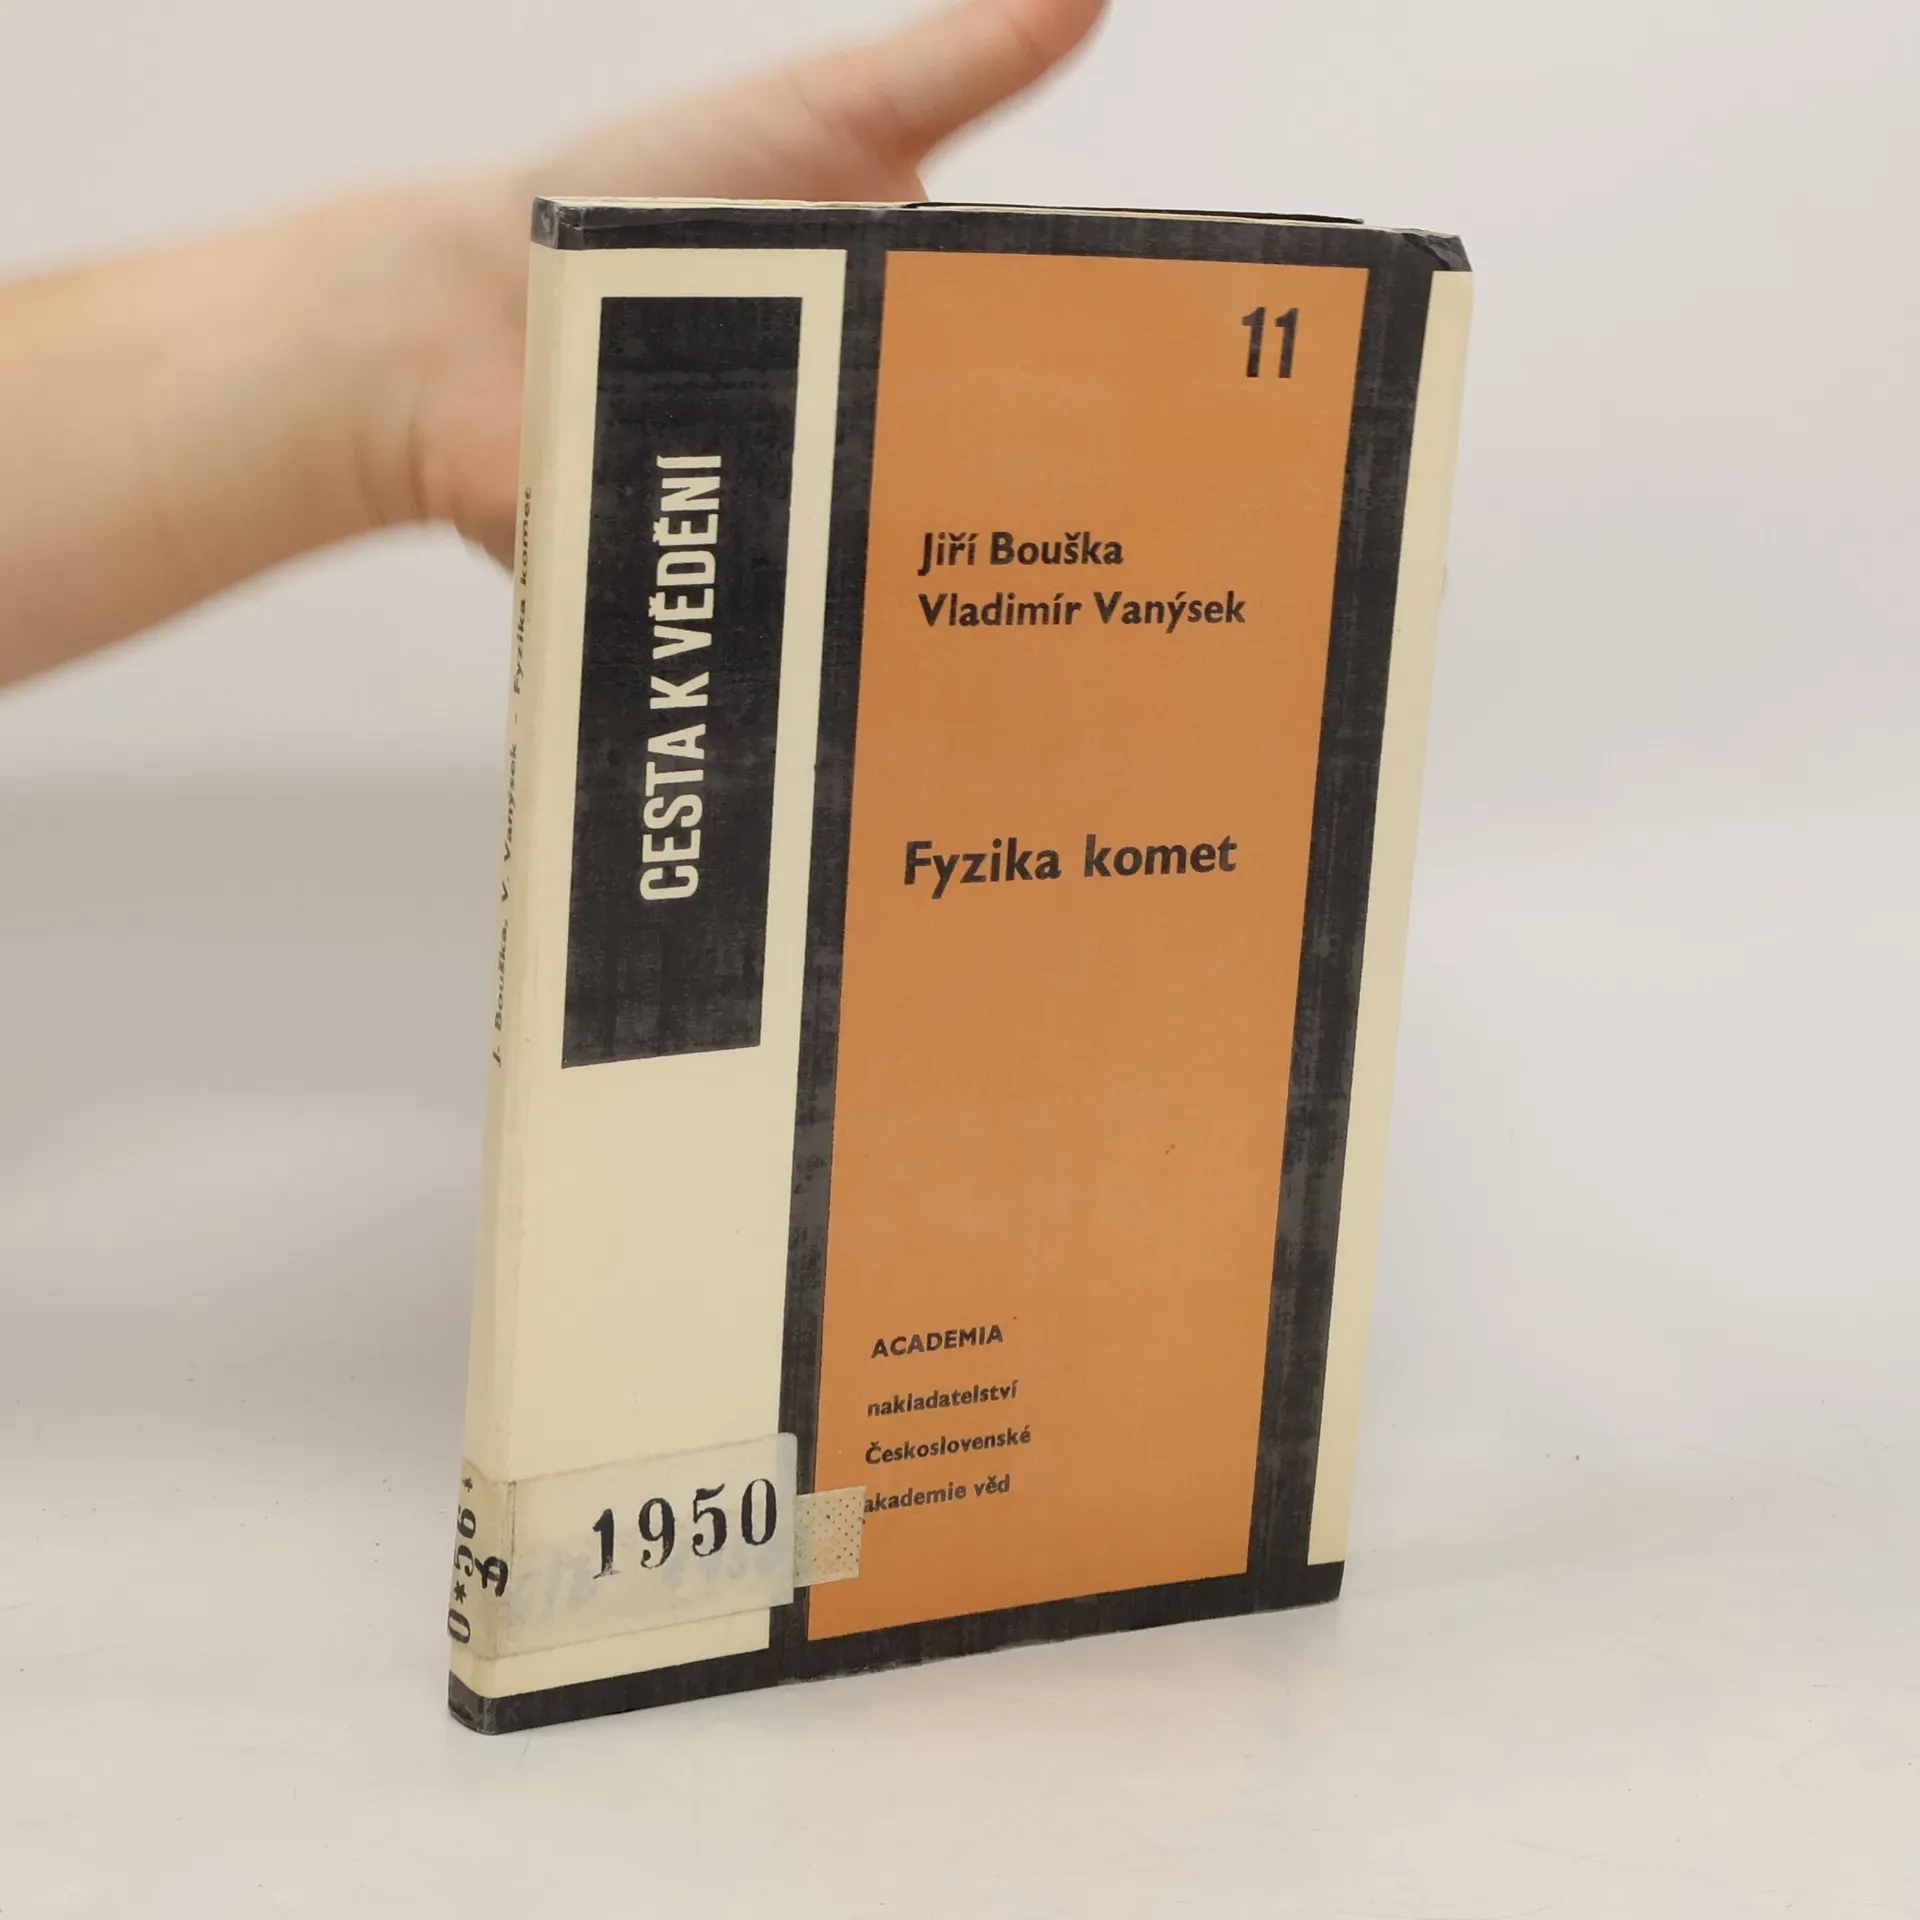 11
CESTA K VĚDĚNÍ
Jiří Bouška
Vladimír Vanýsek
Fyzika komet
ACADEMIA
nakladatelství
Československé
akademie věd
1950
J. Bouška, V. Vanýsek - Fyzika komet
A